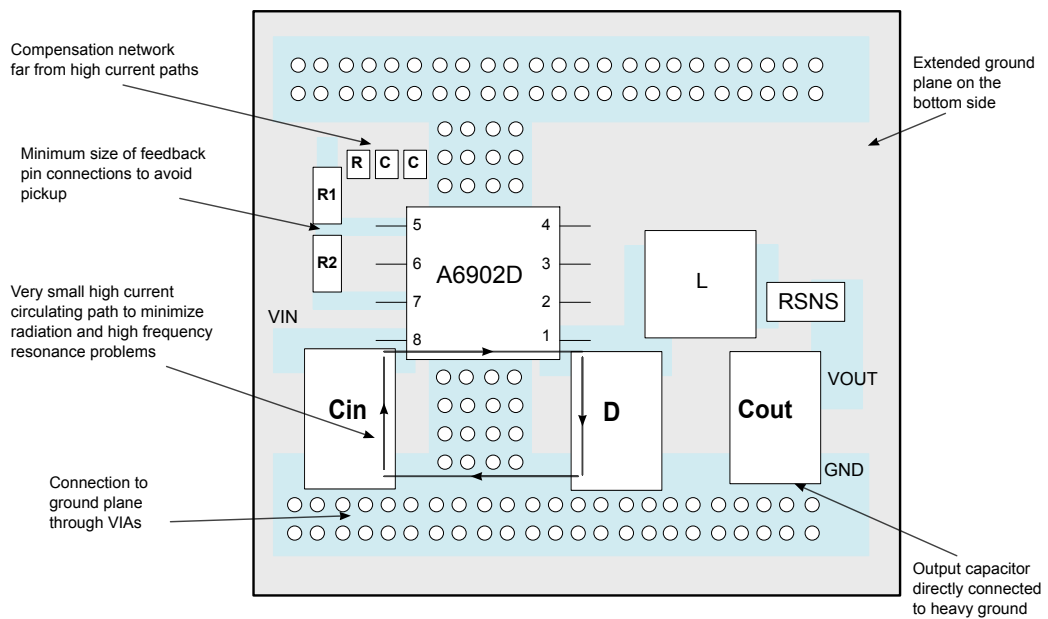 Compensation network
far from high current paths
Extended ground
plane on the
bottom side
Minimum size of feedback
pin connections to avoid
pickup
R C C
R1
R2
5
6
7
8
4
3
2
1
A6902D
L
RSNS
Very small high current
circulating path to minimize
radiation and high frequency
resonance problems
VIN
Cin
D
Cout
VOUT
GND
Connection to
ground plane
through VIAs
Output capacitor
directly connected
to heavy ground